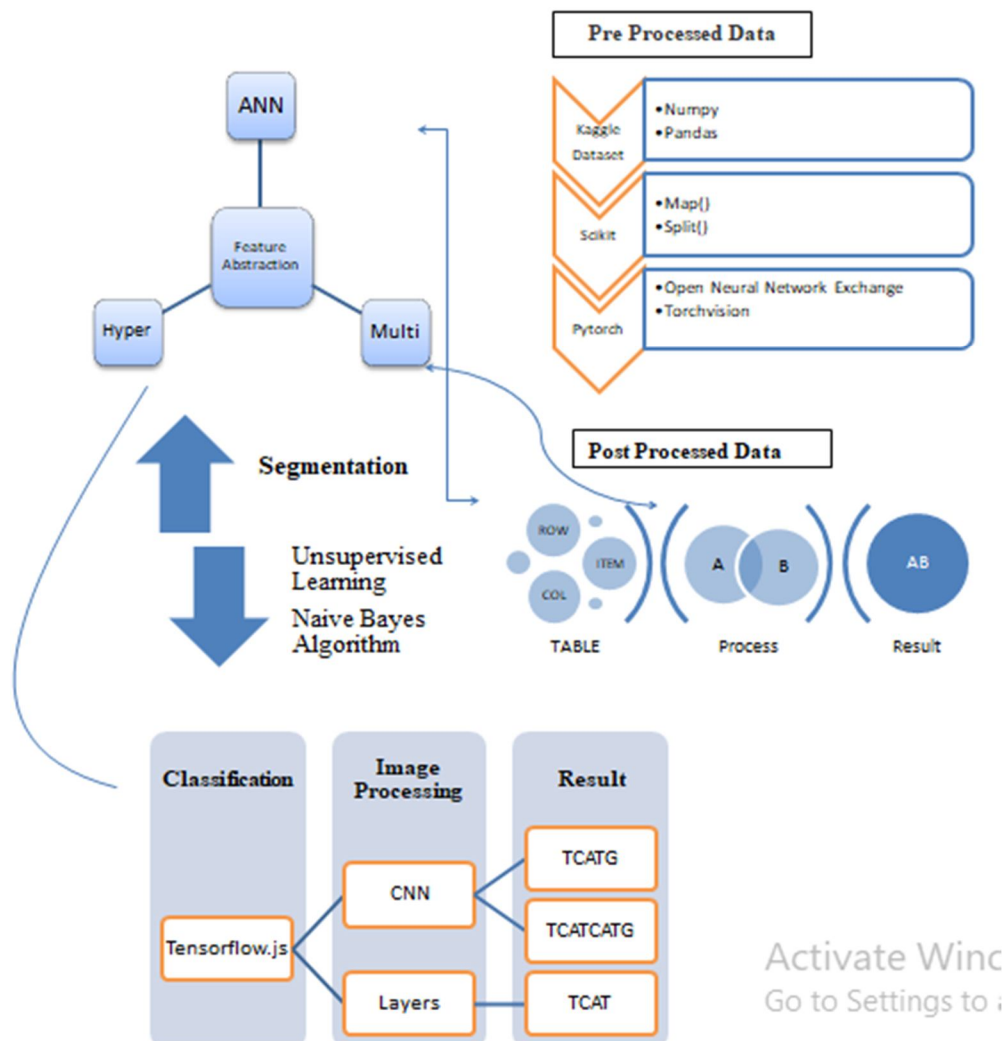 Pre Processed Data
ANN
Feature
Abstraction
Hyper
Multi
Kaggle
Dataset
•Numpy
•Pandas
Scikit
•Map()
•Split()
Pytorch
•Open Neural Network Exchange
•Torchvision
Segmentation
Unsupervised
Learning
Naive Bayes
Algorithm
Post Processed Data
ROW
ITEM
COL
TABLE
A
B
Process
AB
Result
Classification
Image
Processing
Result
Tensorflow.js
CNN
Layers
TCATG
TCATCATG
TCAT
Activate Winc
Go to Settings to a